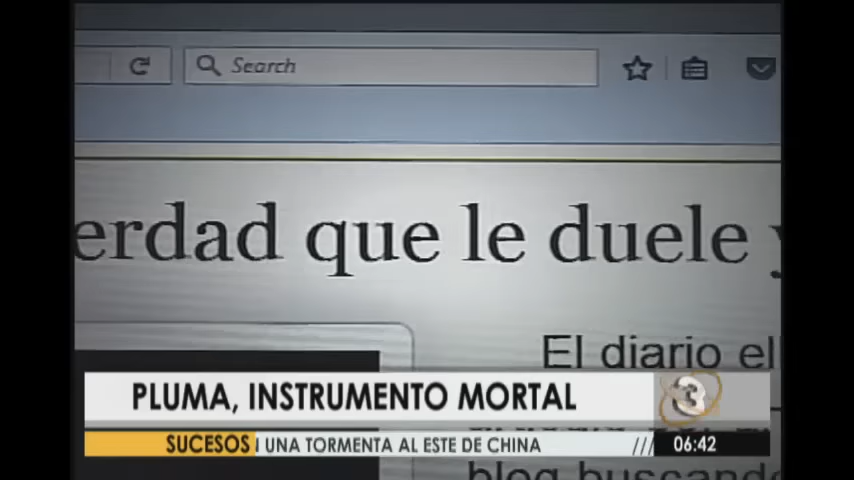 Search
erdad que le duele y
El diario el
PLUMA, INSTRUMENTO MORTAL
3
SUCESOS UNA TORMENTA AL ESTE DE CHINA
/// 06:42
blog buscando